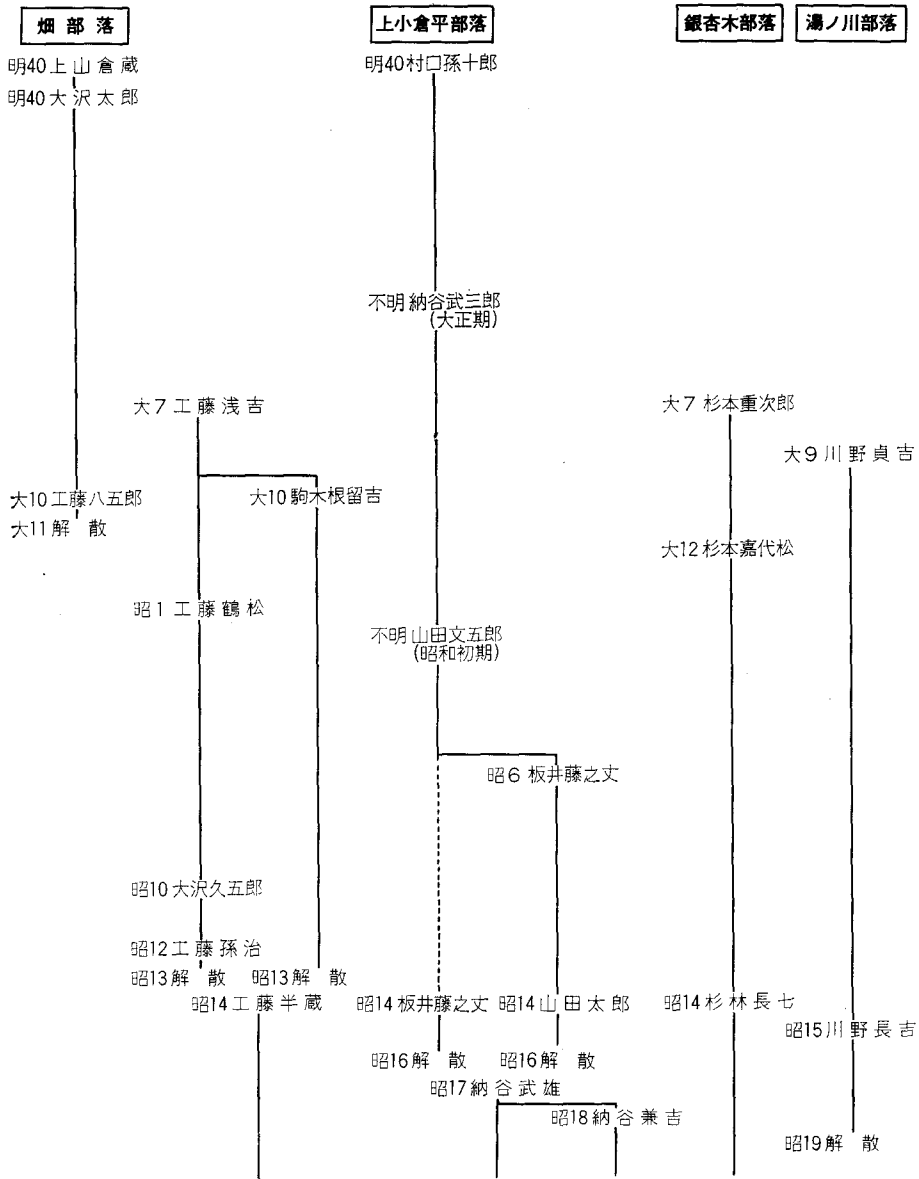 畑部落
明40上山倉蔵
明40大沢太郎
大10工藤八五郎
大11解散
大7工藤浅吉
大10駒木根留吉
昭1工藤鶴松
昭10大沢久五郎
昭12工藤孫治
昭13解散
昭13解散
昭14工藤半蔵
上小倉平部落
明40村口孫十郎
不明納谷武三郎
(大正期)
不明山田文五郎
(昭和初期)
昭6板井藤之丈
昭14板井藤之丈
昭14山田太郎
昭16解散
昭16解散
昭17納谷武雄
昭18納谷兼吉
銀杏木部落
大7杉本重次郎
大12杉本嘉代松
昭14杉林長七
湯ノ川部落
大9川野貞吉
昭15川野長吉
昭19解散